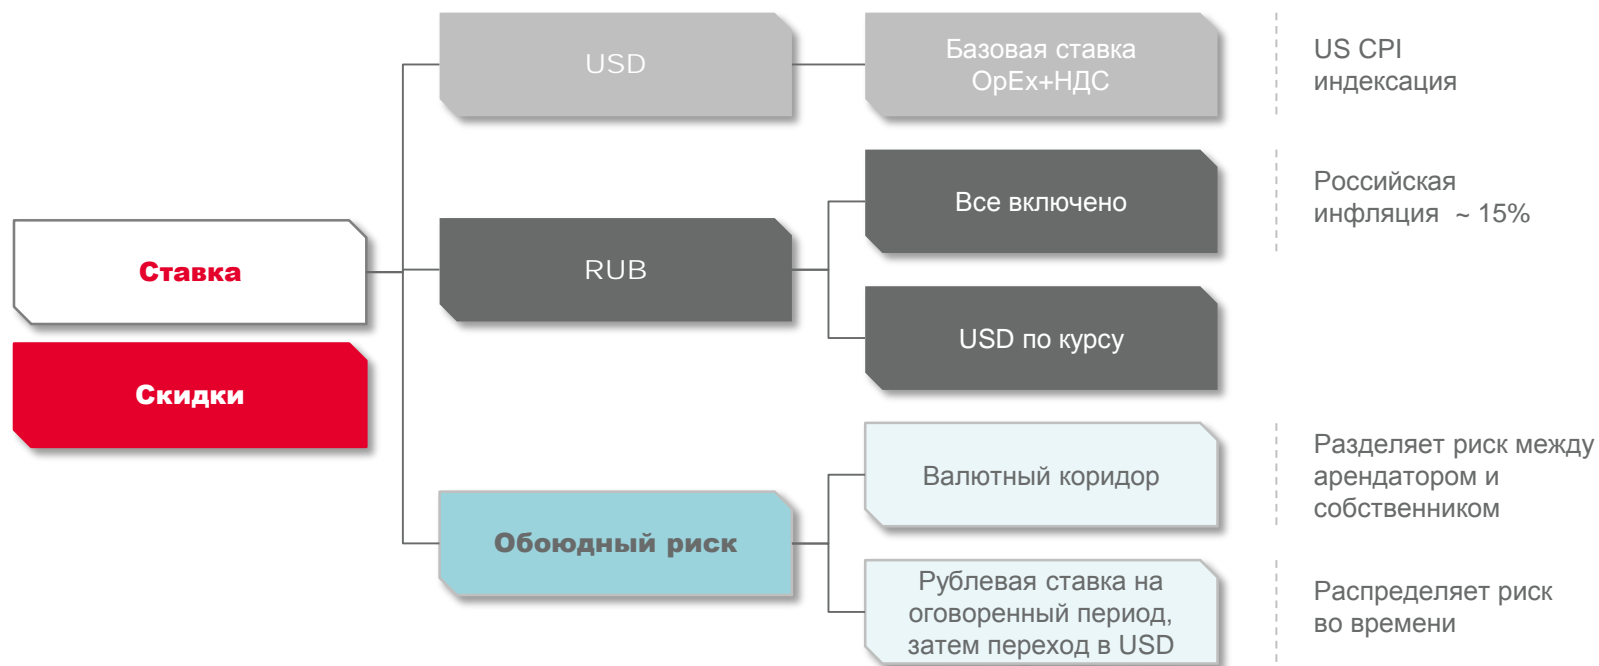 USD
Базовая ставка
OpEx+НДС
US CPI
индексация
Все включено
Российская
инфляция ~ 15%
Ставка
RUB
USD по курсу
Скидки
Валютный коридор
Разделяет риск между
арендатором и
собственником
Обоюдный риск
Рублевая ставка на
оговоренный период,
затем переход в USD
Распределяет риск
во времени